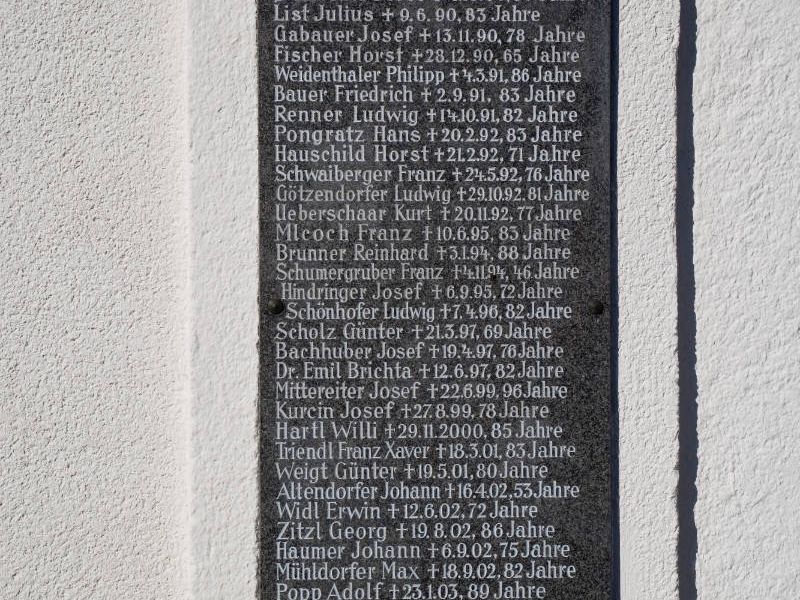 List Julius † 9.6.90, 83 Jahre
Gabauer Josef † 13.11.90, 78 Jahre
Fischer Horst † 28.12.90, 65 Jahre
Weidenthaler Philipp † 4.3.91, 86 Jahre
Bauer Friedrich † 2.9.91, 83 Jahre
Renner Ludwig † 14.10.91, 82 Jahre
Pongratz Hans † 20.2.92, 83 Jahre
Hauschild Horst † 21.2.92, 71 Jahre
Schwaiberger Franz † 24.5.92, 76 Jahre
Götzendorfer Ludwig † 29.10.92. 81 Jahre
Ueberschaar Kurt † 20.11.92, 77 Jahre
Mlcoch Franz † 10.6.95, 83 Jahre
Brunner Reinhard † 3.1.94, 88 Jahre
Schumergruber Franz † 4.11.94, 46 Jahre
Hindringer Josef † 6.9.95, 72 Jahre
Schönhofer Ludwig † 7.4.96, 82 Jahre
Scholz Günter † 21.3.97, 69 Jahre
Bachhuber Josef † 19.4.97, 76 Jahre
Dr. Emil Brichta † 12.6.97, 82 Jahre
Mittereiter Josef † 22.6.99. 96 Jahre
Kurcin Josef † 27.8.99, 78 Jahre
Hartl Willi † 29.11.2000, 85 Jahre
Triendl Franz Xaver † 18.3.01, 83 Jahre
Weigt Günter † 19.5.01, 80 Jahre
Altendorfer Johann † 16.4.02, 53 Jahre
Widl Erwin † 12.6.02, 72 Jahre
Zitzl Georg † 19.8.02, 86 Jahre
Haumer Johann † 6.9.02, 75 Jahre
Mühldorfer Max † 18.9.02, 82 Jahre
Popp Adolf † 23.1.03, 89 Jahre